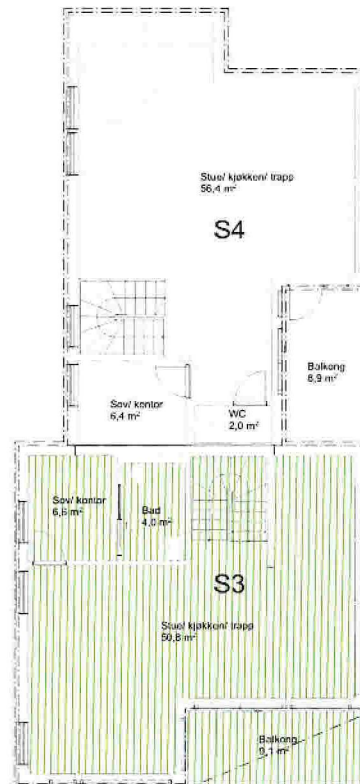 Stue/ kjøkken/ trapp
56,4 m²
S4
Balkong
8,9 m²
Sov/ kontor
6,4 m²
WC
2,0 m²
Sov/ kontor
6,6 m²
Bad
4,0 m²
S3
Stue/ kjøkken/ trapp
50,8 m²
Balkong
9,1 m²